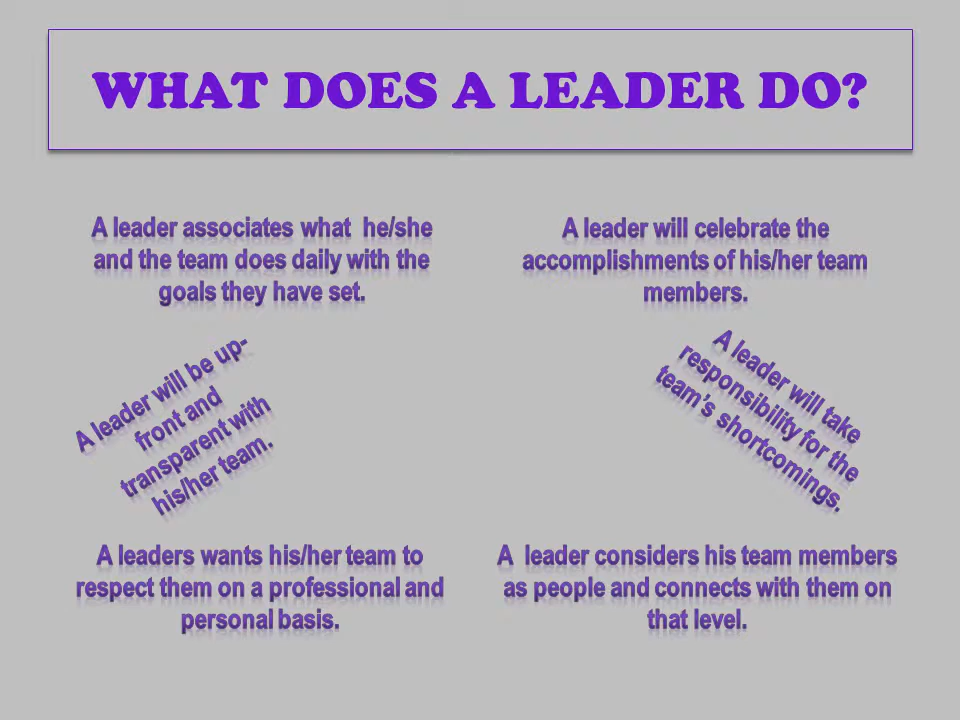 WHAT DOES A LEADER DO?
A leader associates what he/she
and the team does daily with the
goals they have set.
A leader will celebrate the
accomplishments of his/her team
members.
A leader will be up-
front and
transparent with
his/her team.
A leader will take
responsibility for the
team's shortcomings.
A leaders wants his/her team to
respect them on a professional and
personal basis.
A leader considers his team members
as people and connects with them on
that level.